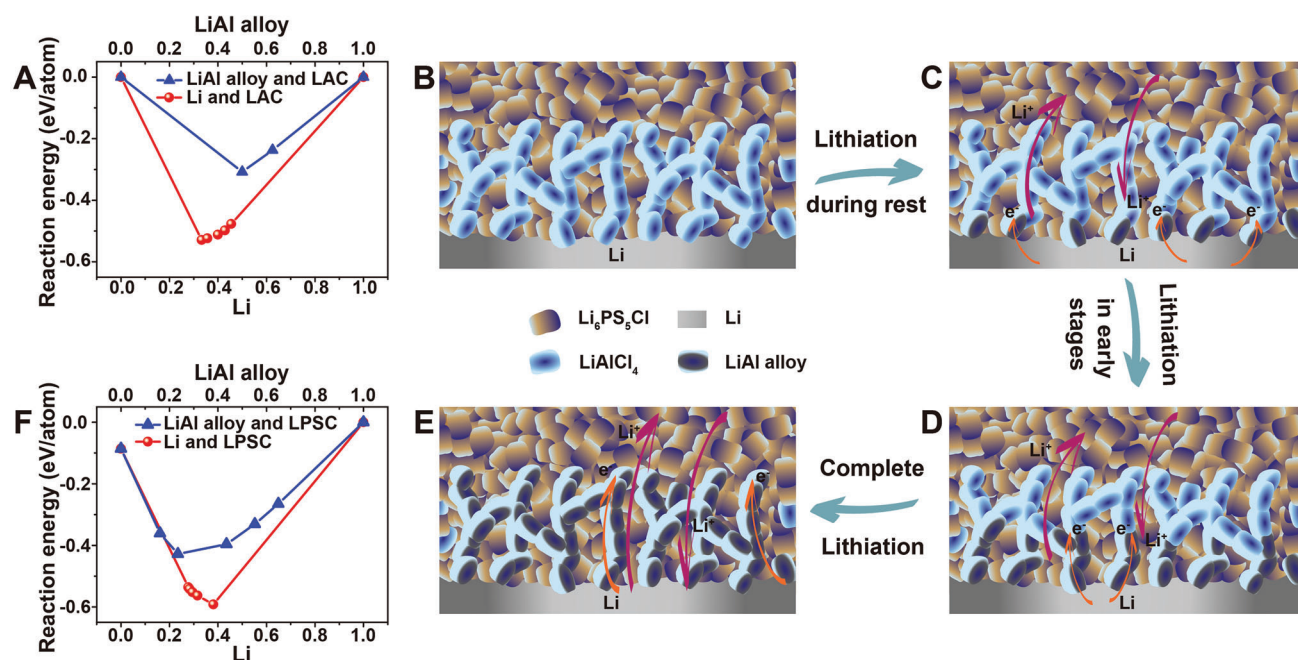 A
LiAl alloy
0.0 0.2 0.4 0.6 0.8 1.0
Reaction energy (eV/atom)
0.0
-0.2
-0.4
-0.6
LiAl alloy and LAC
Li and LAC
0.0 0.2 0.4 0.6 0.8 1.0
Li
B
Li
Lithiation
during rest
C
Li⁺
Li⁺
e⁻
e⁻
e⁻
Li
Li₆PS₅Cl
Li
LiAlCl₄
LiAl alloy
Lithiation
in early
stages
F
LiAl alloy
0.0 0.2 0.4 0.6 0.8 1.0
Reaction energy (eV/atom)
0.0
-0.2
-0.4
-0.6
LiAl alloy and LPSC
Li and LPSC
0.0 0.2 0.4 0.6 0.8 1.0
Li
E
Li⁺
e⁻
e⁻
Li⁺
Li
Complete
Lithiation
D
Li⁺
e⁻
e⁻
Li⁺
Li